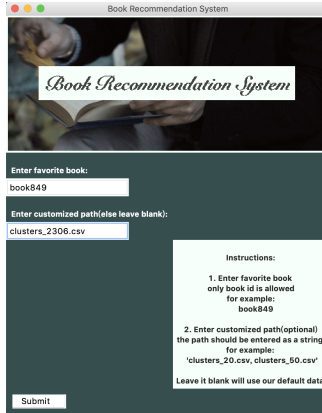 Book Recommendation System
Book Recommendation System
Enter favorite book:
book849
Enter customized path(else leave blank):
clusters_2306.csv
Instructions:
1. Enter favorite book
only book id is allowed
for example:
book849
2. Enter customized path(optional)
the path should be entered as a string
for example:
'clusters_20.csv, clusters_50.csv'
Leave it blank will use our default data
Submit